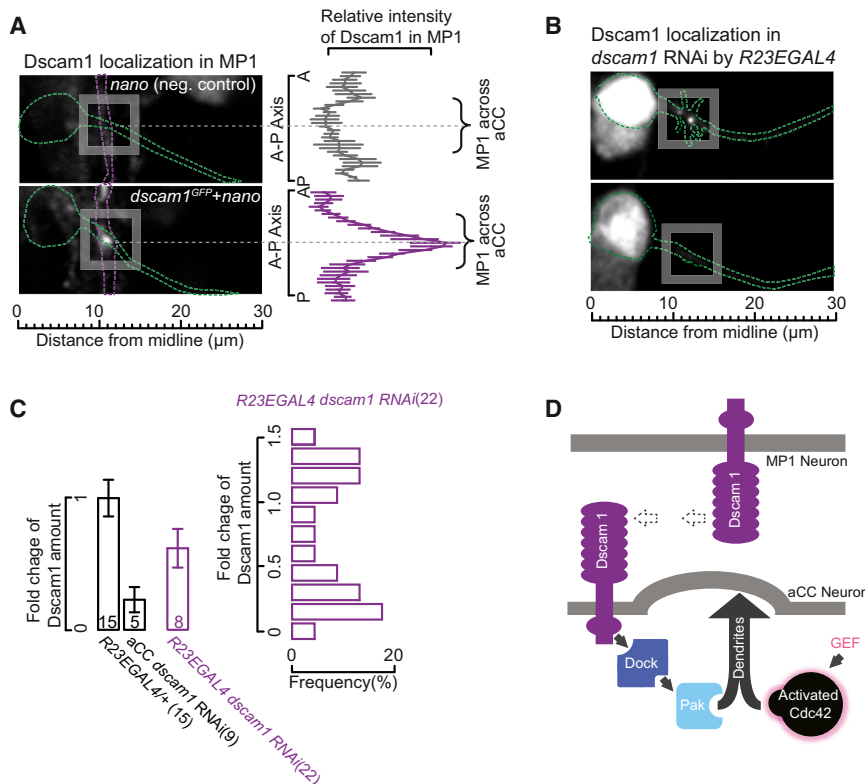 A
Dscam1 localization in MP1
nano (neg. control)
dscam1GFP+nano
0 10 20 30
Distance from midline (µm)
Relative intensity
of Dscam1 in MP1
A
A-P Axis
P
MP1 across
aCC
A
A-P Axis
P
MP1 across
aCC
B
Dscam1 localization in
dscam1 RNAi by R23EGAL4
0 10 20 30
Distance from midline (µm)
C
Fold chage of
Dscam1 amount
0
1
15
5
8
R23EGAL4/+ (15)
aCC dscam1 RNAi(9)
R23EGAL4 dscam1 RNAi(22)
R23EGAL4 dscam1 RNAi(22)
Fold chage of
Dscam1 amount
0
0.5
1.0
1.5
0 20
Frequency(%)
D
MP1 Neuron
Dscam 1
Dscam 1
aCC Neuron
Dock
Pak
Dendrites
GEF
Activated
Cdc42